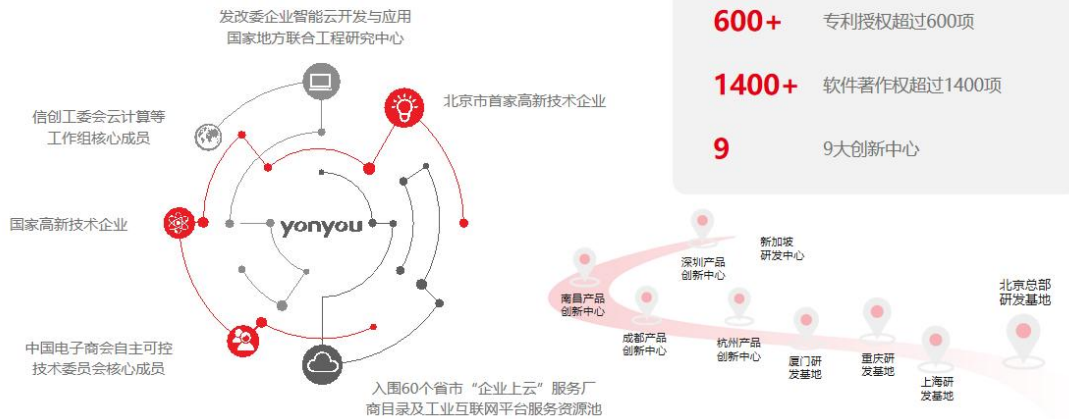 发改委企业智能云开发与应用
国家地方联合工程研究中心
北京市首家高新技术企业
信创工委会云计算等
工作组核心成员
国家高新技术企业
yonyou
中国电子商会自主可控
技术委员会核心成员
入围60个省市“企业上云”服务厂
商目录及工业互联网平台服务资源池
600+ 专利授权超过600项
1400+ 软件著作权超过1400项
9 9大创新中心
新加坡
研发中心
深圳产品
创新中心
南昌产品
创新中心
成都产品
创新中心
杭州产品
创新中心
厦门研
发基地
重庆研
发基地
上海研
发基地
北京总部
研发基地